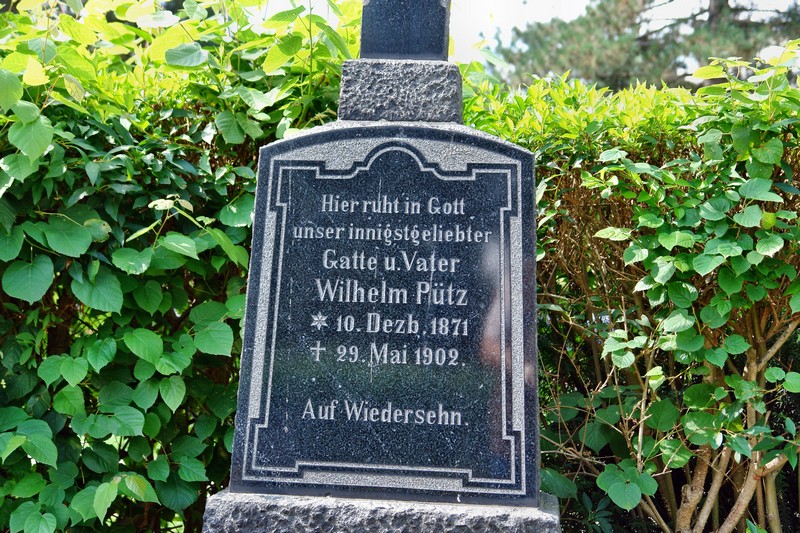 Hier ruht in Gott
unser innigstgeliebter
Gatte u. Vater
Wilhelm Pütz
* 10. Dezb. 1871
† 29. Mai 1902.
Auf Wiedersehn.